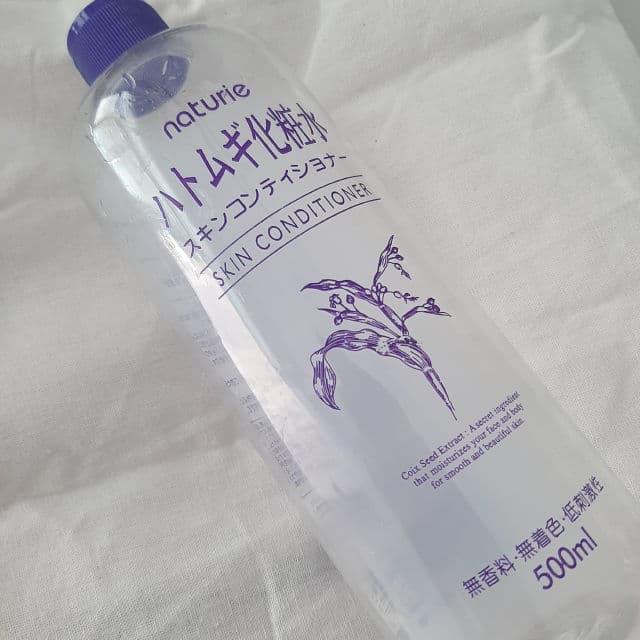 naturie
ハトムギ化粧水
スキンコンディショナー
SKIN CONDITIONER
Coix Seed Extract : A secret ingredient
that moisturizes your face and body
for smooth and beautiful skin.
無香料・無着色・低刺激性
500ml